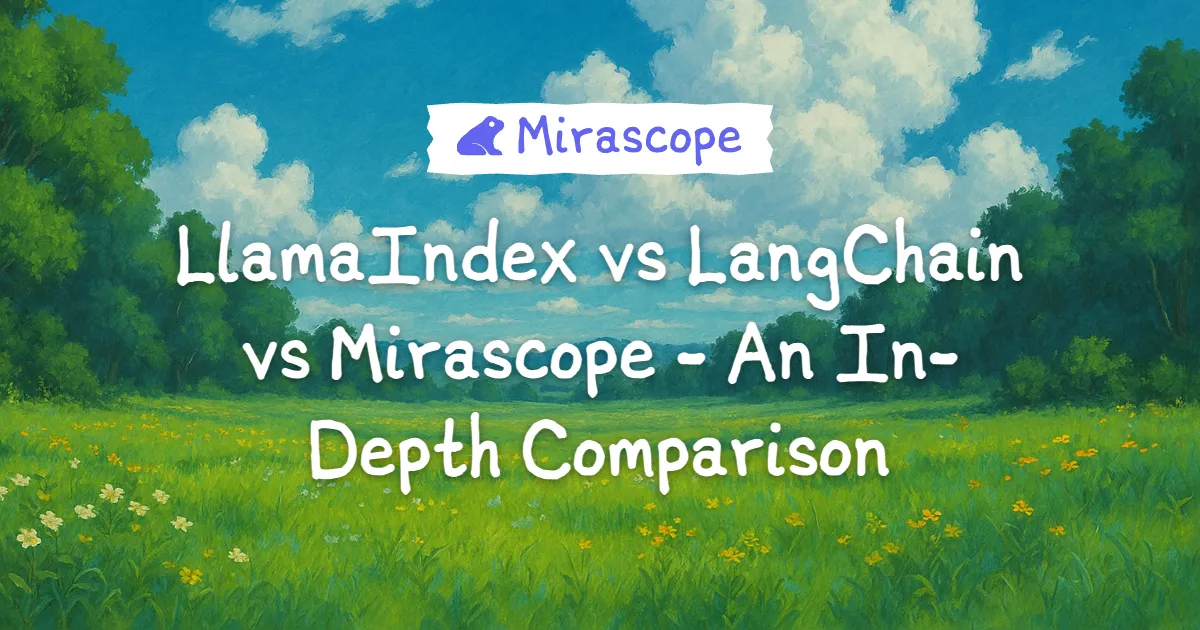 Mirascope
LlamaIndex vs LangChain
vs Mirascope - An In-
Depth Comparison